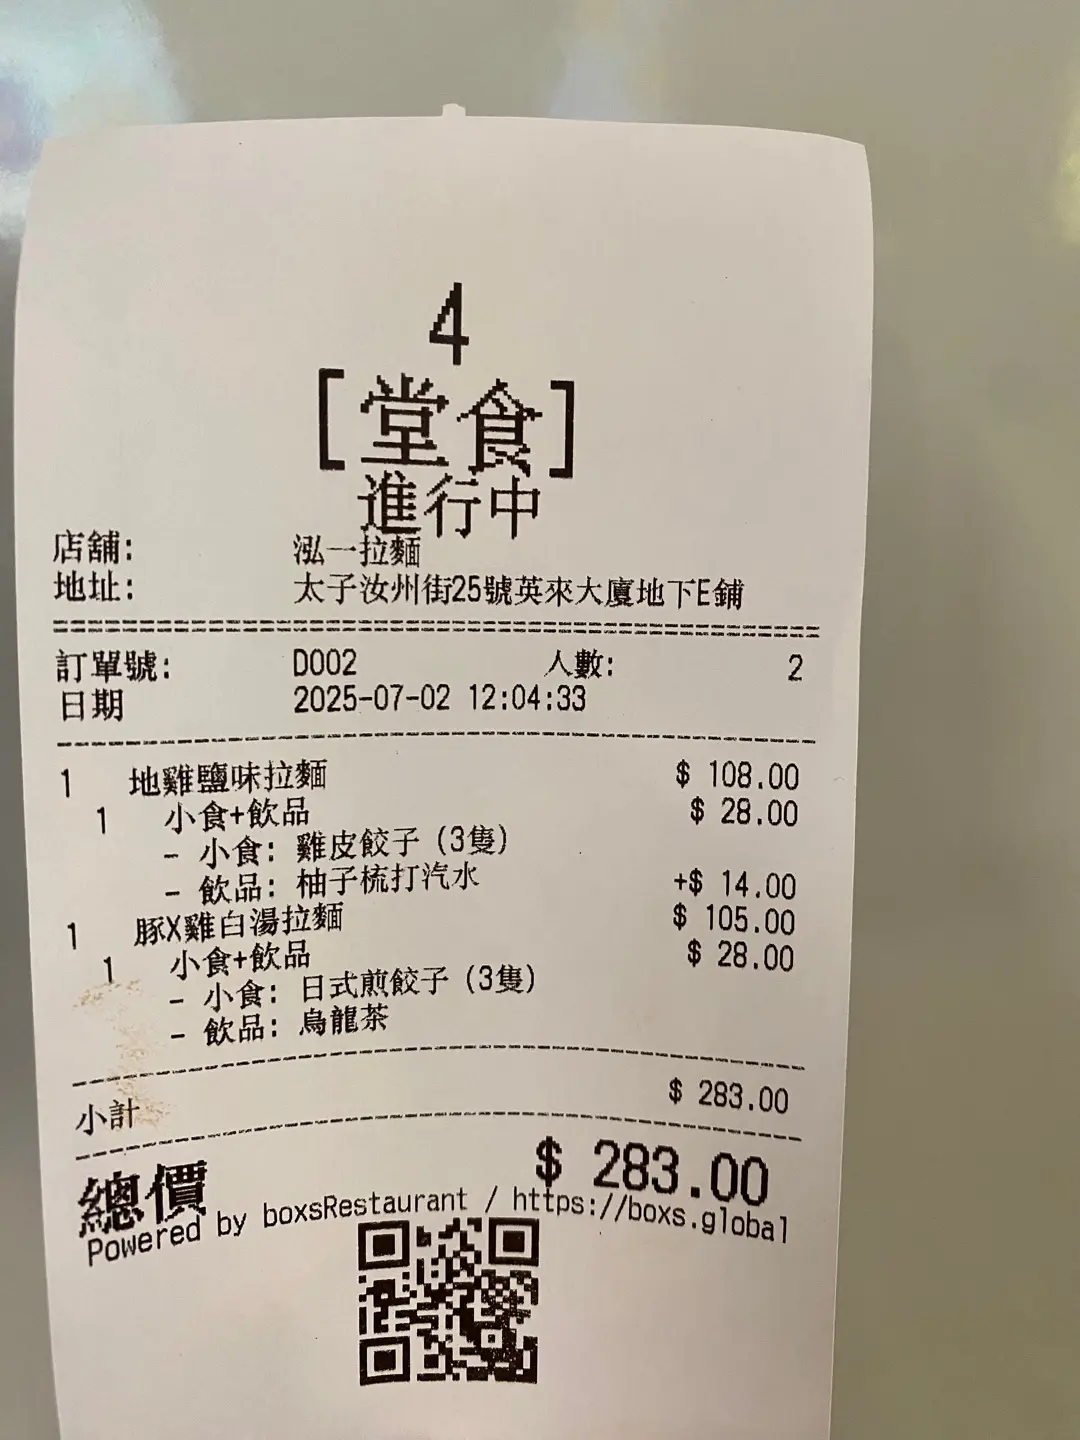 4
[堂食]
進行中
店舖: 泓一拉麵
地址: 太子汝州街25號英來大廈地下E鋪
訂單號: D002 人數: 2
日期 2025-07-02 12:04:33
1 地雞鹽味拉麵 $ 108.00
1 小食+飲品 $ 28.00
- 小食: 雞皮餃子 (3隻)
- 飲品: 柚子梳打汽水 +$ 14.00
1 豚X雞白湯拉麵 $ 105.00
1 小食+飲品 $ 28.00
- 小食: 日式煎餃子 (3隻)
- 飲品: 烏龍茶
小計 $ 283.00
總價 $ 283.00
Powered by boxsRestaurant / https://boxs.global